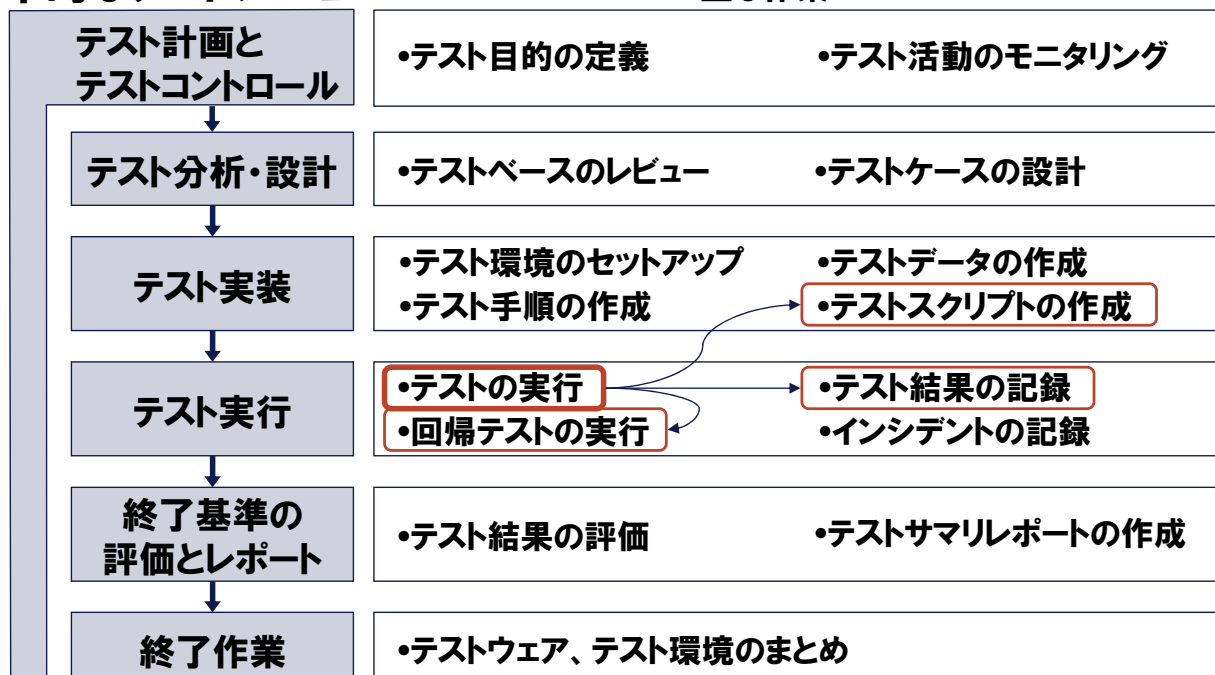 テスト計画と
テストコントロール
•テスト目的の定義
•テスト活動のモニタリング
テスト分析・設計
•テストベースのレビュー
•テストケースの設計
テスト実装
•テスト環境のセットアップ
•テストデータの作成
•テスト手順の作成
•テストスクリプトの作成
テスト実行
•テストの実行
•テスト結果の記録
•回帰テストの実行
•インシデントの記録
終了基準の
評価とレポート
•テスト結果の評価
•テストサマリレポートの作成
終了作業
•テストウェア、テスト環境のまとめ